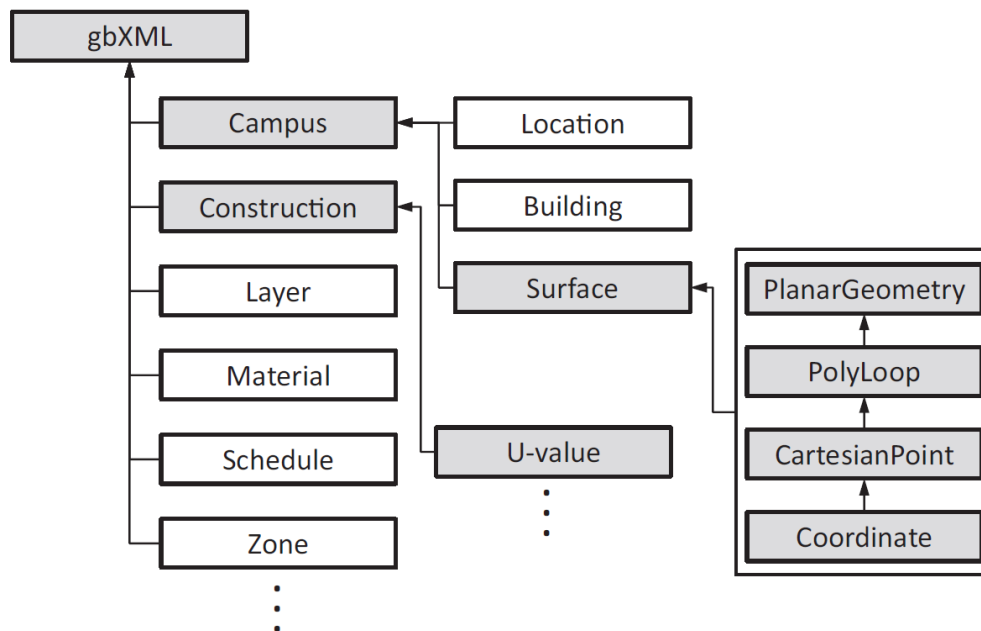 gbXML
Campus
Location
Construction
Building
Layer
Surface
PlanarGeometry
Material
PolyLoop
Schedule
U-value
CartesianPoint
Zone
Coordinate